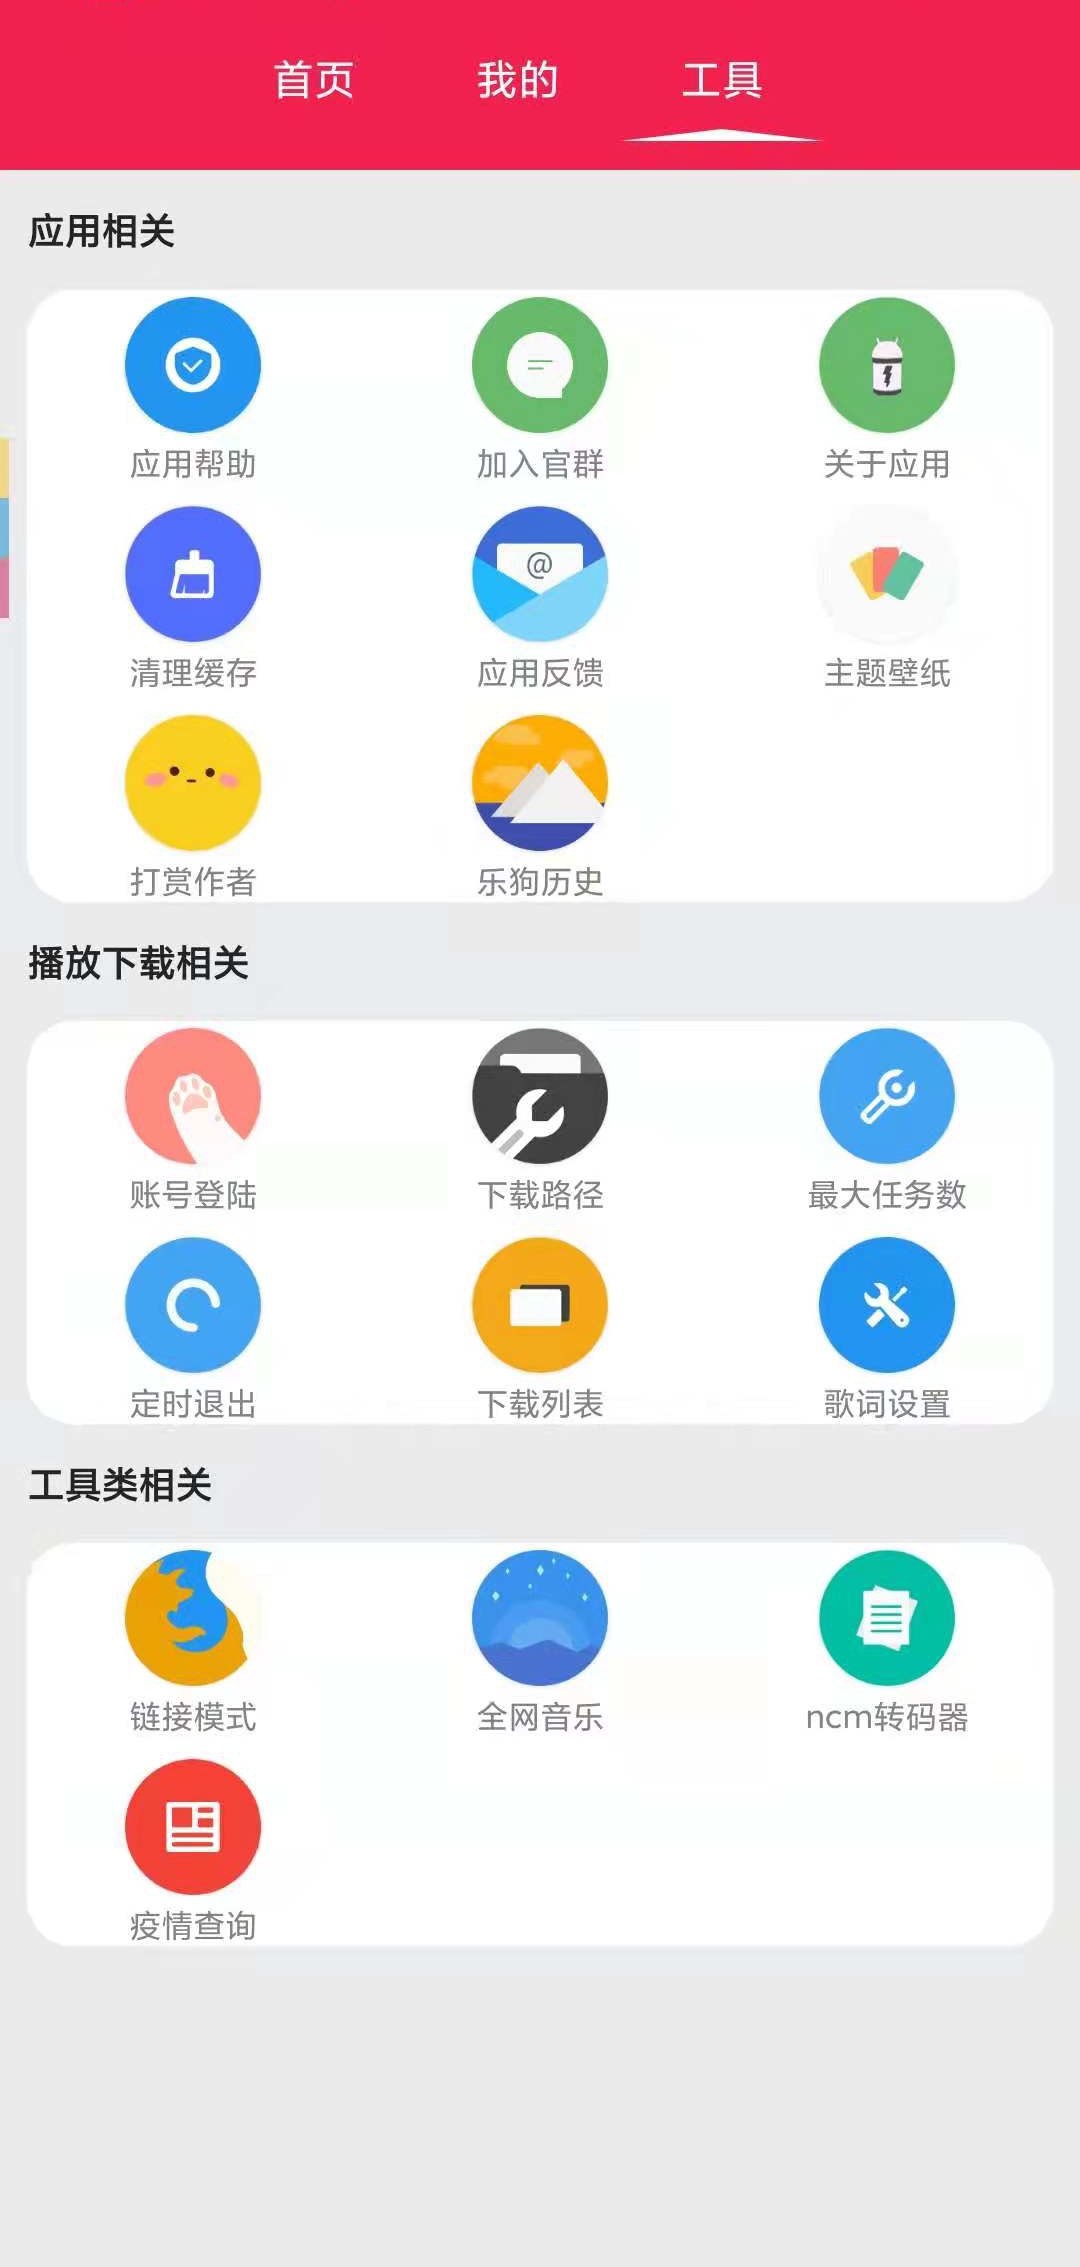 首页 我的 工具
应用相关
应用帮助 加入官群 关于应用
@
清理缓存 应用反馈 主题壁纸
打赏作者 乐狗历史
播放下载相关
账号登陆 下载路径 最大任务数
定时退出 下载列表 歌词设置
工具类相关
链接模式 全网音乐 ncm转码器
疫情查询